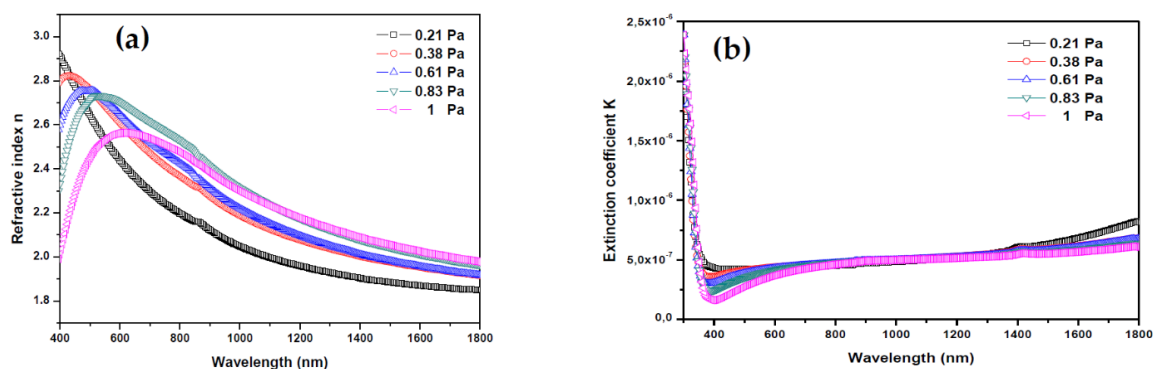 (a)
0.21 Pa
0.38 Pa
0.61 Pa
0.83 Pa
1 Pa
3.0
2.8
2.6
2.4
2.2
2.0
1.8
Refractive index n
400 600 800 1000 1200 1400 1600 1800
Wavelength (nm)
(b)
0.21 Pa
0.38 Pa
0.61 Pa
0.83 Pa
1 Pa
2,5x10⁻⁶
2,0x10⁻⁶
1,5x10⁻⁶
1,0x10⁻⁶
5,0x10⁻⁷
0,0
Extinction coefficient K
400 600 800 1000 1200 1400 1600 1800
Wavelength (nm)